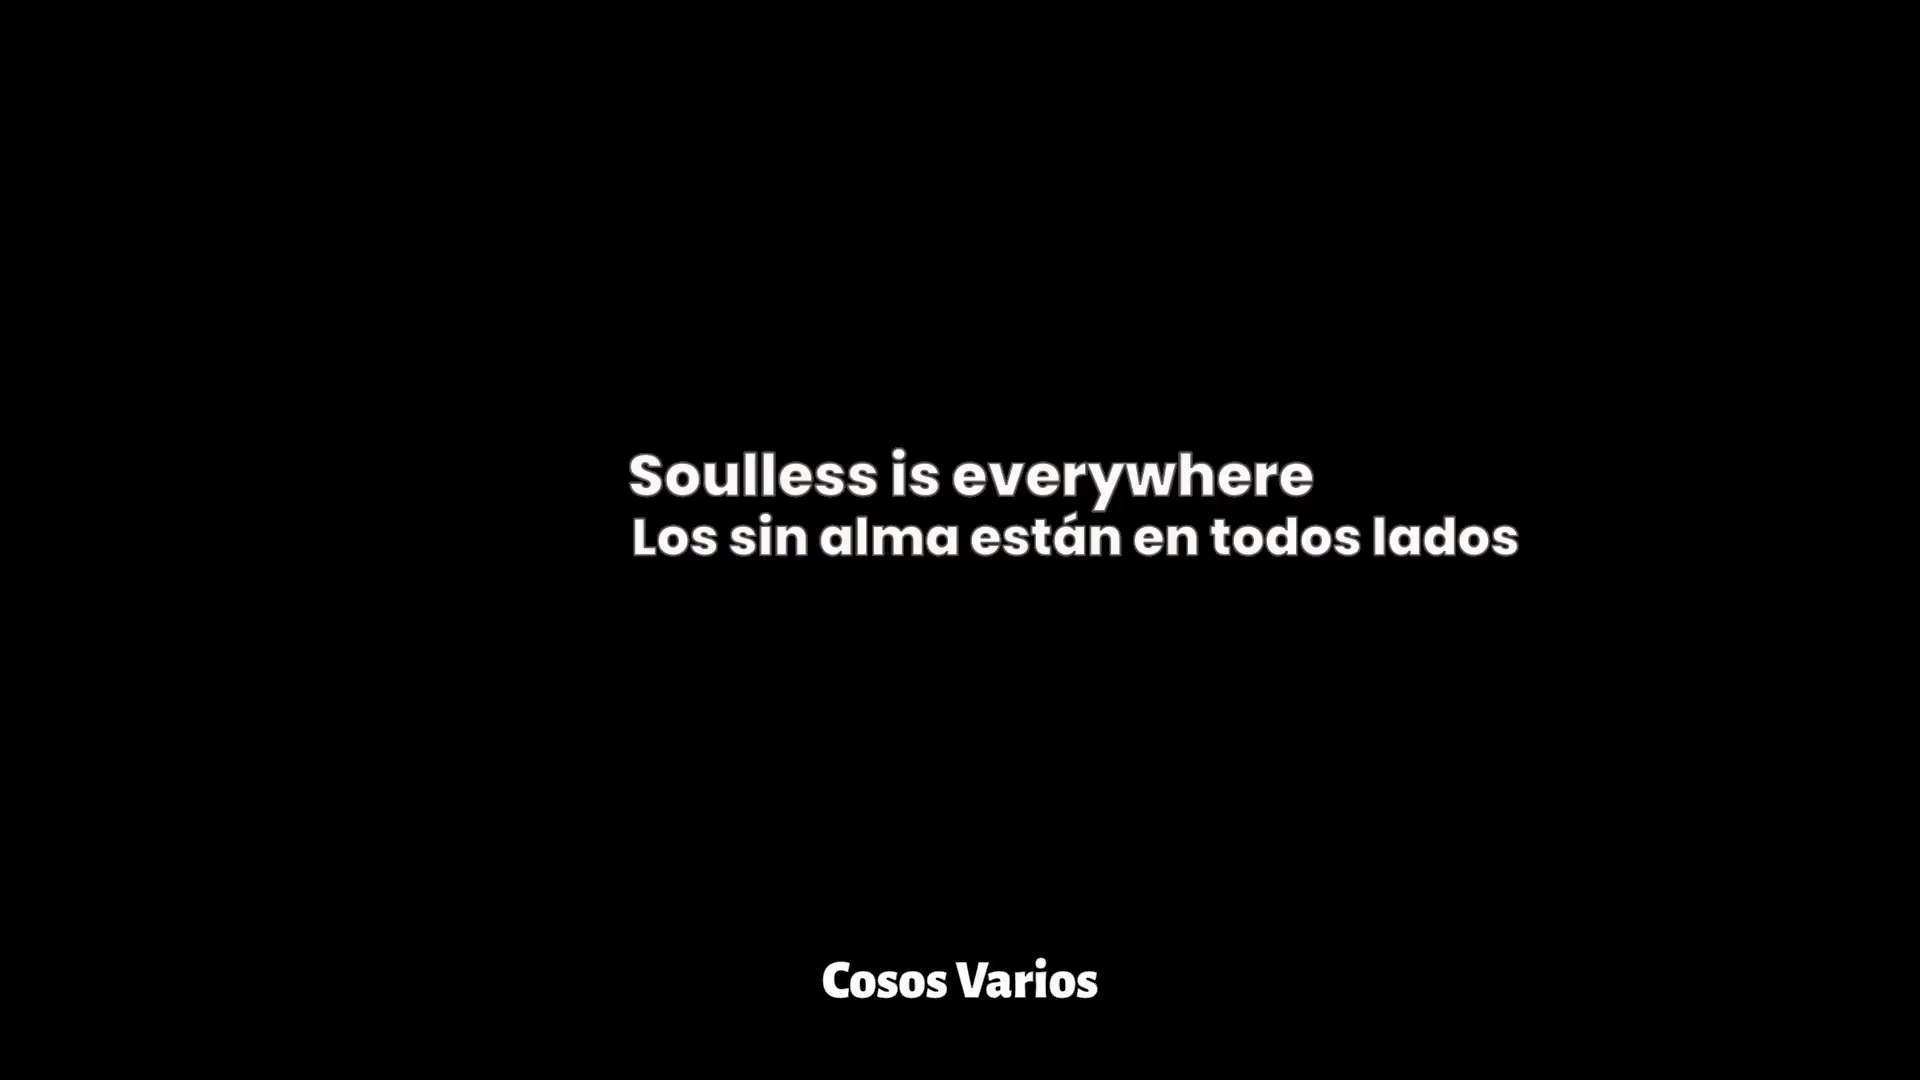 Soulless is everywhere
Los sin alma están en todos lados
Cosos Varios